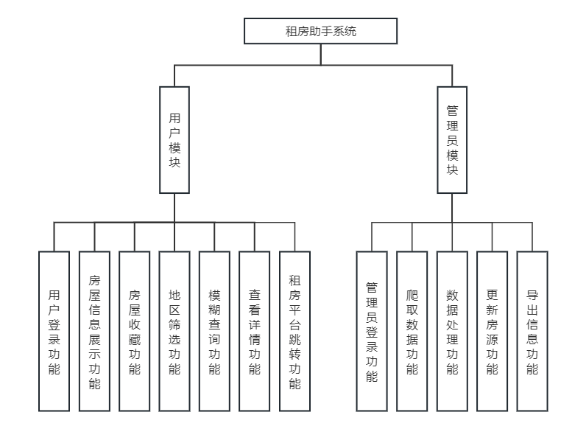 租房助手系统
用户模块
管理员模块
用户登录功能
房屋信息展示功能
房屋收藏功能
地区筛选功能
模糊查询功能
查看详情功能
租房平台跳转功能
管理员登录功能
爬取数据功能
数据处理功能
更新房源功能
导出信息功能